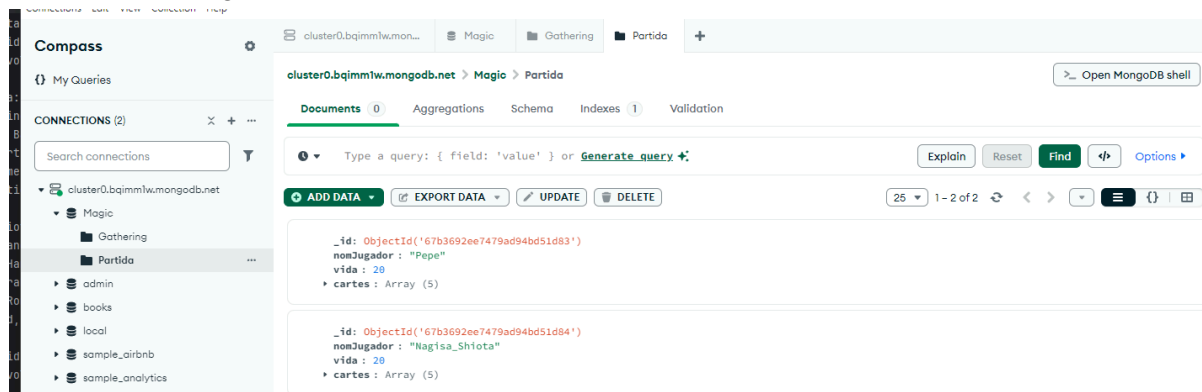 Connections Edit View Collection Help
Compass
{} My Queries
CONNECTIONS (2)
Search connections
cluster0.bqimm1w.mongodb.net
Magic
Gathering
Partida
admin
books
local
sample_airbnb
sample_analytics
cluster0.bqimm1w.mon...
Magic
Gathering
Partida
cluster0.bqimm1w.mongodb.net > Magic > Partida
>_ Open MongoDB shell
Documents 0 Aggregations Schema Indexes 1 Validation
Type a query: { field: 'value' } or Generate query
Explain Reset Find </> Options
ADD DATA EXPORT DATA UPDATE DELETE
25 1 – 2 of 2 {}
_id: ObjectId('67b3692ee7479ad94bd51d83')
nomJugador : "Pepe"
vida : 20
cartes : Array (5)
_id: ObjectId('67b3692ee7479ad94bd51d84')
nomJugador : "Nagisa_Shiota"
vida : 20
cartes : Array (5)